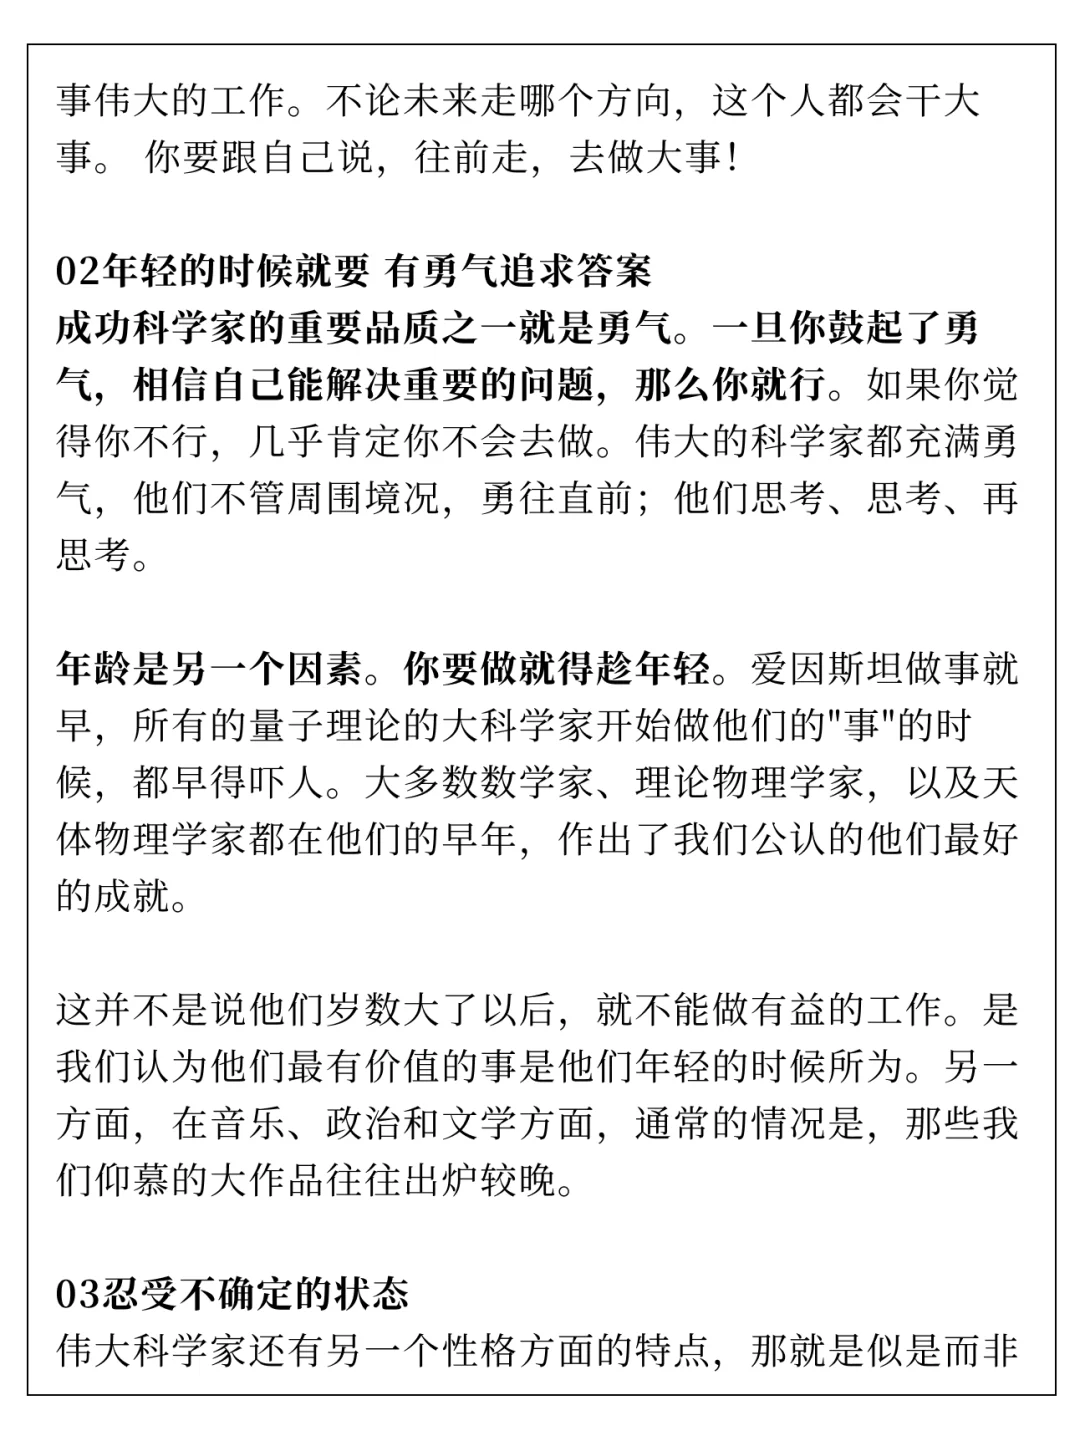 事伟大的工作。不论未来走哪个方向，这个人都会干大
事。 你要跟自己说，往前走，去做大事！
02年轻的时候就要 有勇气追求答案
成功科学家的重要品质之一就是勇气。一旦你鼓起了勇
气，相信自己能解决重要的问题，那么你就行。如果你觉
得你不行，几乎肯定你不会去做。伟大的科学家都充满勇
气，他们不管周围境况，勇往直前；他们思考、思考、再
思考。
年龄是另一个因素。你要做就得趁年轻。爱因斯坦做事就
早，所有的量子理论的大科学家开始做他们的"事"的时
候，都早得吓人。大多数数学家、理论物理学家，以及天
体物理学家都在他们的早年，作出了我们公认的他们最好
的成就。
这并不是说他们岁数大了以后，就不能做有益的工作。是
我们认为他们最有价值的事是他们年轻的时候所为。另一
方面，在音乐、政治和文学方面，通常的情况是，那些我
们仰慕的大作品往往出炉较晚。
03忍受不确定的状态
伟大科学家还有另一个性格方面的特点，那就是似是而非